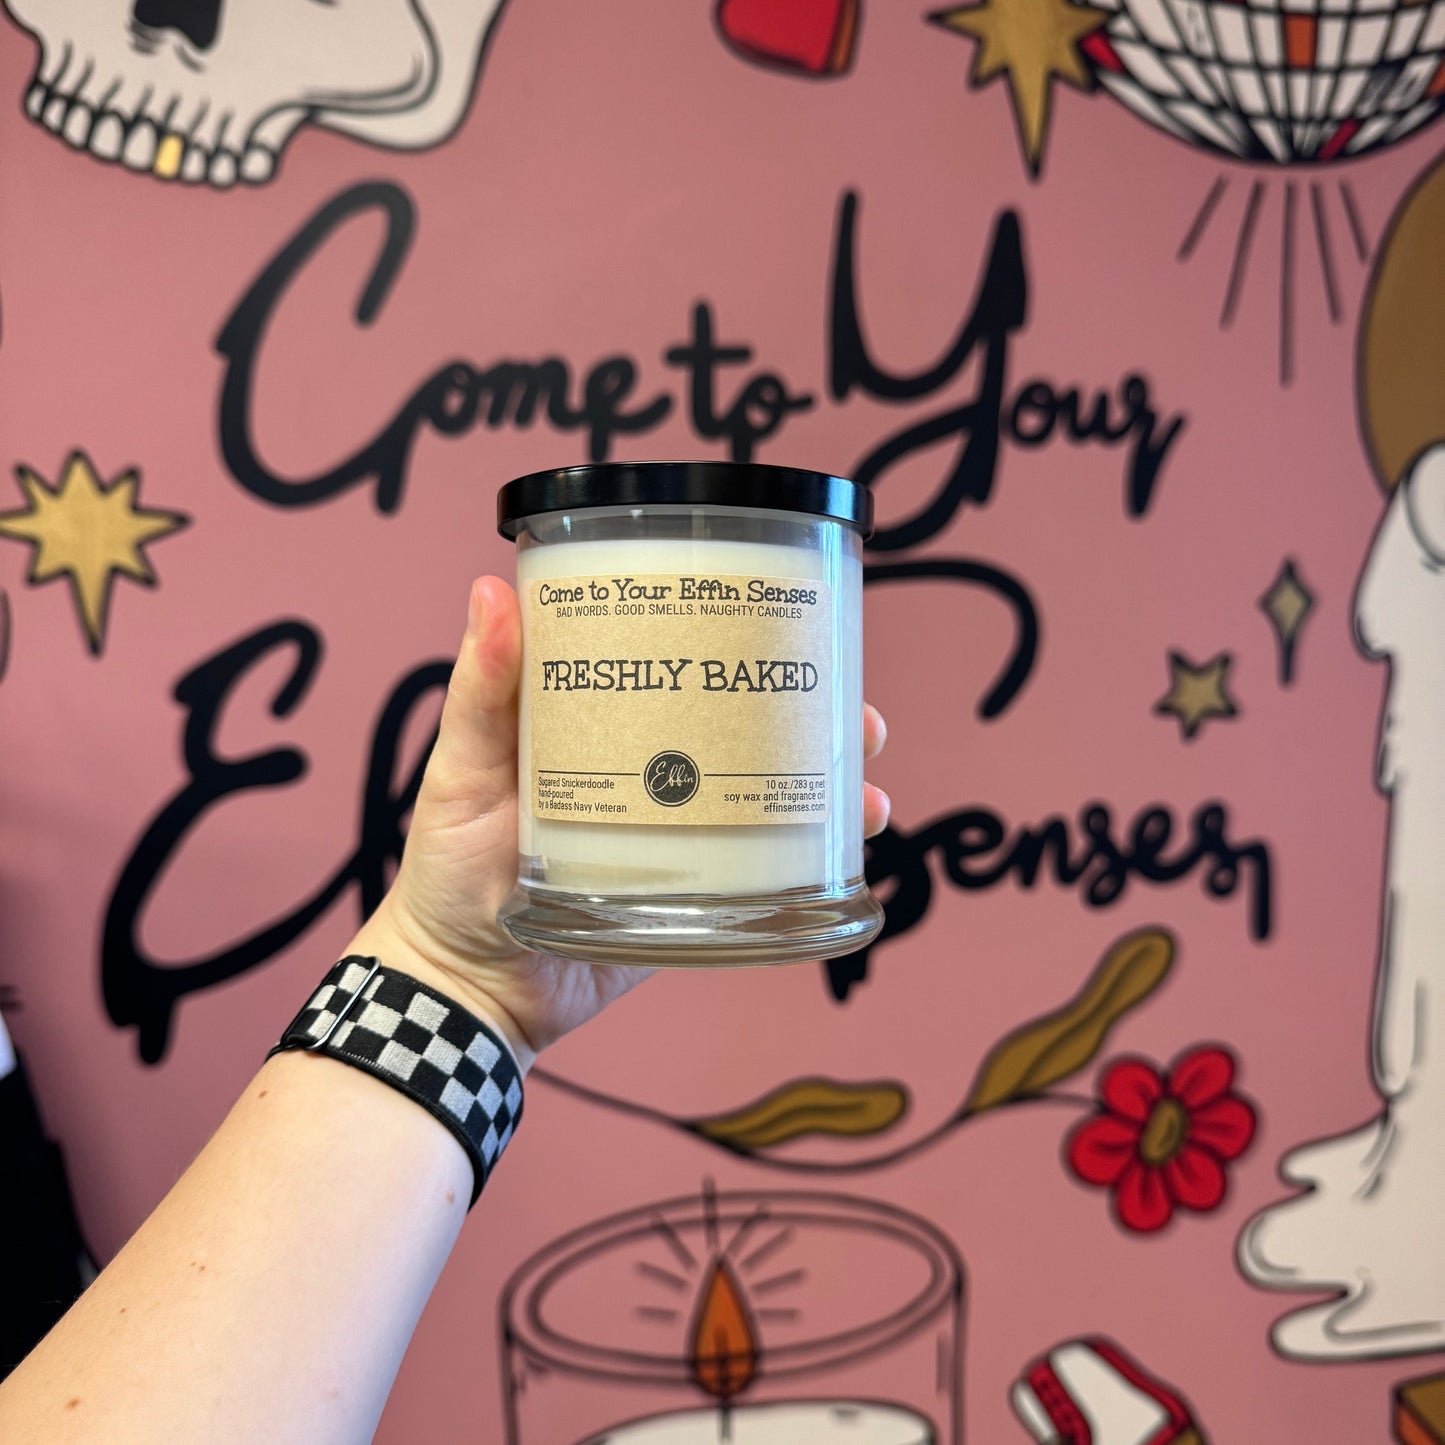 Come to Your
Effin Senses
Come to Your Effin Senses
BAD WORDS. GOOD SMELLS. NAUGHTY CANDLES
FRESHLY BAKED
Effin
Sugared Snickerdoodle
hand-poured
by a Badass Navy Veteran
10 oz./283 g net
soy wax and fragrance oil
effinsenses.com